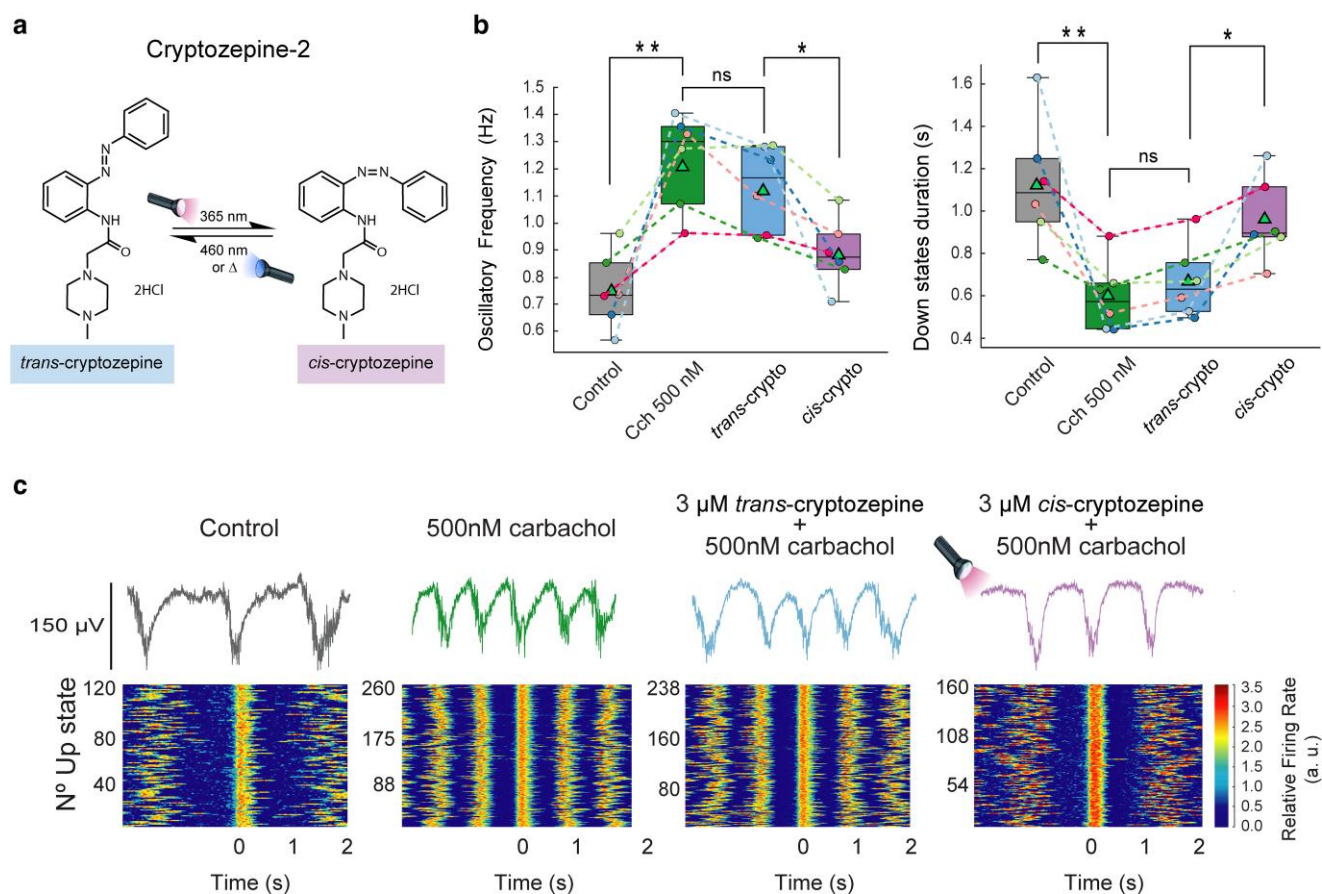 a
Cryptozepine-2
N
N
NH
O
N
N
2HCl
trans-cryptozepine
365 nm
460 nm
or Δ
N=N
NH
O
N
N
2HCl
cis-cryptozepine
b
Oscillatory Frequency (Hz)
1.5
1.4
1.3
1.2
1.1
1.0
0.9
0.8
0.7
0.6
**
ns
*
Control
Cch 500 nM
trans-crypto
cis-crypto
Down states duration (s)
1.6
1.4
1.2
1.0
0.8
0.6
0.4
**
ns
*
Control
Cch 500 nM
trans-crypto
cis-crypto
c
Control
500nM carbachol
3 µM trans-cryptozepine
+
500nM carbachol
3 µM cis-cryptozepine
+
500nM carbachol
150 µV
Nº Up state
120
80
40
0 1 2
Time (s)
260
175
88
0 1 2
Time (s)
238
160
80
0 1 2
Time (s)
160
108
54
0 1 2
Time (s)
3.5
3.0
2.5
2.0
1.5
1.0
0.5
0.0
Relative Firing Rate
(a. u.)